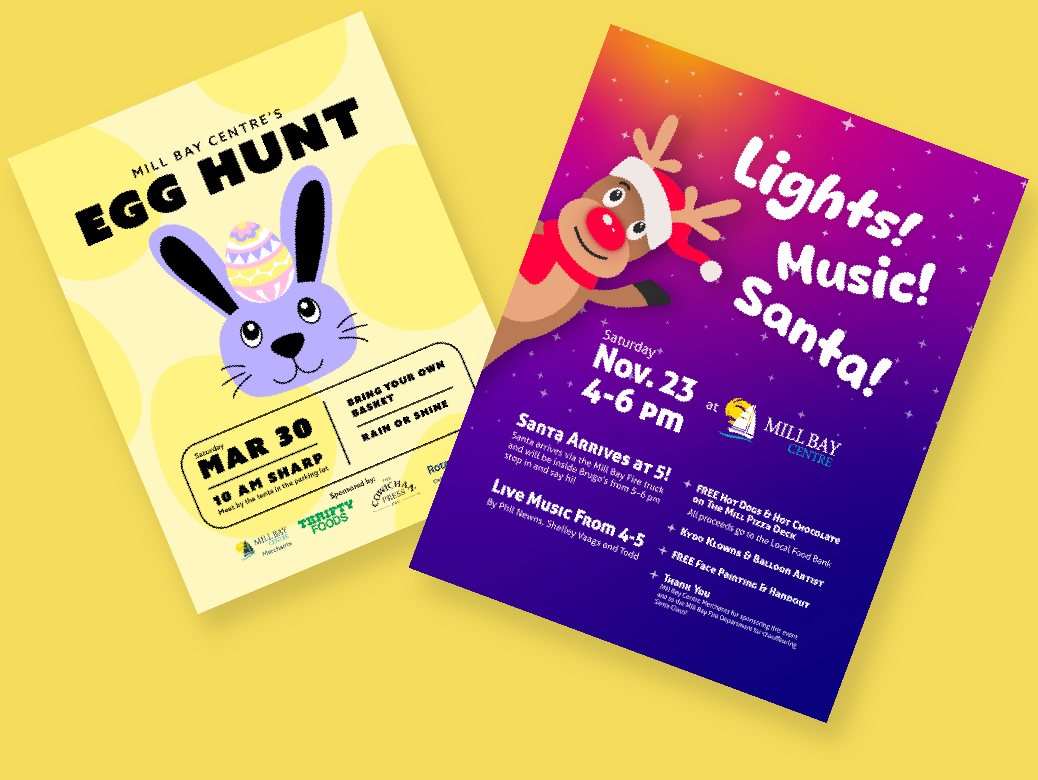 MILL BAY CENTRE'S
EGG HUNT
Saturday
MAR 30
10 AM SHARP
Meet by the tents in the parking lot
BRING YOUR OWN
BASKET
RAIN OR SHINE
Sponsored by:
MILL BAY
CENTRE
Merchants
THRIFTY
FOODS
THE
COWICHAN
PRESS
Lights!
Music!
Santa!
Saturday
Nov. 23
4-6 pm
at
MILL BAY
CENTRE
Santa Arrives at 5!
Santa arrives via the Mill Bay Fire truck
and will be inside Brugo's from 5-6 pm
stop in and say hi!
Live Music From 4-5
By Phil Newns, Shelley Vaags and Todd
FREE Hot Dogs & Hot Chocolate
on The Mill Pizza Deck
All proceeds go to the Local Food Bank
Kydo Klowns & Balloon Artist
FREE Face Painting & Handout
Thank You
Mill Bay Centre Merchants for sponsoring the event
and to the Mill Bay Fire Department for chauffeuring
Santa Claus!